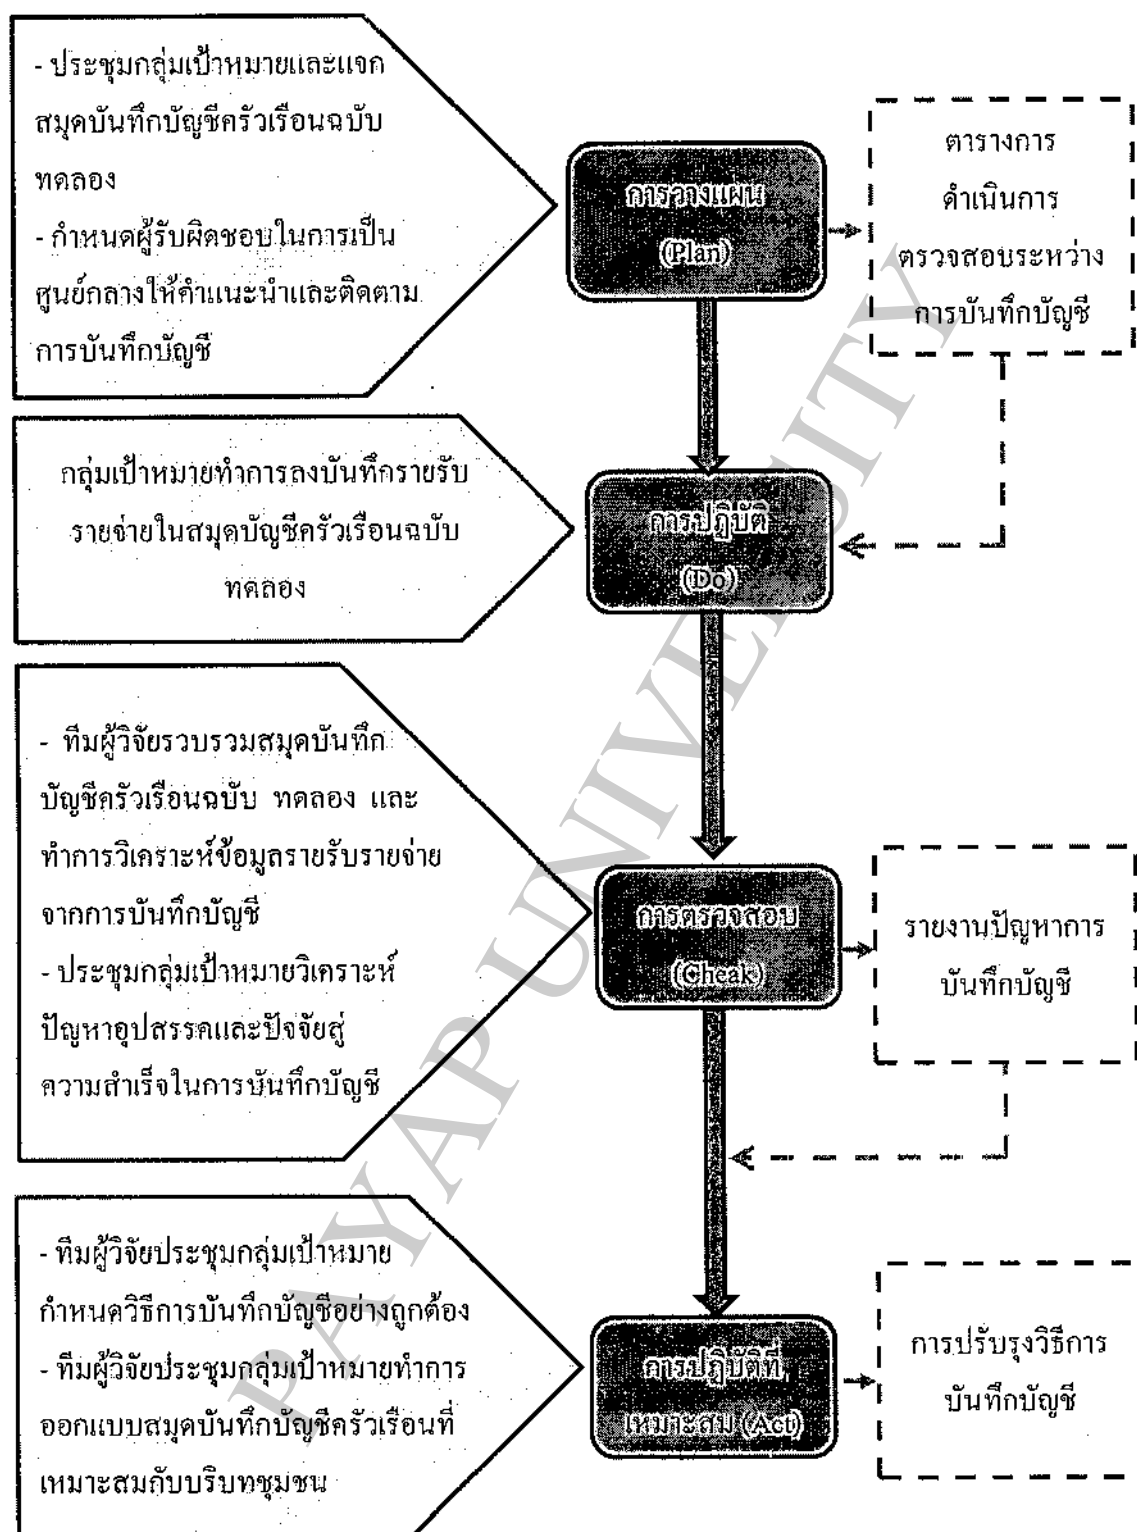 - ประชุมกลุ่มเป้าหมายและแจก
สมุดบันทึกบัญชีครัวเรือนฉบับ
ทดลอง
- กำหนดผู้รับผิดชอบในการเป็น
ศูนย์กลางให้คำแนะนำและติดตาม
การบันทึกบัญชี
การวางแผน
(Plan)
ตารางการ
ดำเนินการ
ตรวจสอบระหว่าง
การบันทึกบัญชี
กลุ่มเป้าหมายทำการลงบันทึกรายรับ
รายจ่ายในสมุดบัญชีครัวเรือนฉบับ
ทดลอง
การปฏิบัติ
(Do)
- ทีมผู้วิจัยรวบรวมสมุดบันทึก
บัญชีครัวเรือนฉบับ ทดลอง และ
ทำการวิเคราะห์ข้อมูลรายรับรายจ่าย
จากการบันทึกบัญชี
- ประชุมกลุ่มเป้าหมายวิเคราะห์
ปัญหาอุปสรรคและปัจจัยสู่
ความสำเร็จในการบันทึกบัญชี
การตรวจสอบ
(Cheak)
รายงานปัญหาการ
บันทึกบัญชี
- ทีมผู้วิจัยประชุมกลุ่มเป้าหมาย
กำหนดวิธีการบันทึกบัญชีอย่างถูกต้อง
- ทีมผู้วิจัยประชุมกลุ่มเป้าหมายทำการ
ออกแบบสมุดบันทึกบัญชีครัวเรือนที่
เหมาะสมกับบริบทชุมชน
การปฏิบัติที่
เหมาะสม (Act)
การปรับรุงวิธีการ
บันทึกบัญชี
PAYAP UNIVERSITY